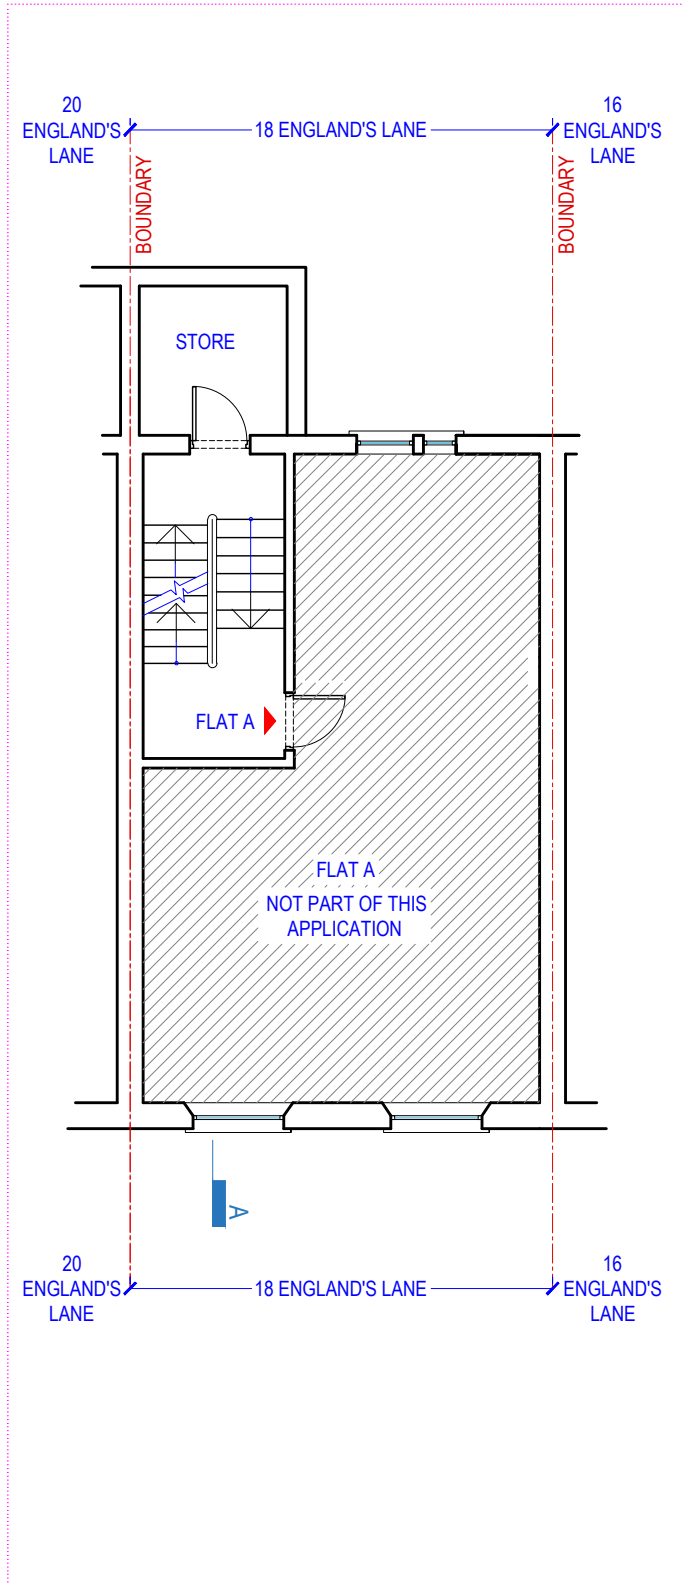 20
ENGLAND'S
LANE
18 ENGLAND'S LANE
16
ENGLAND'S
LANE
BOUNDARY
BOUNDARY
STORE
FLAT A
FLAT A
NOT PART OF THIS
APPLICATION
A
20
ENGLAND'S
LANE
18 ENGLAND'S LANE
16
ENGLAND'S
LANE